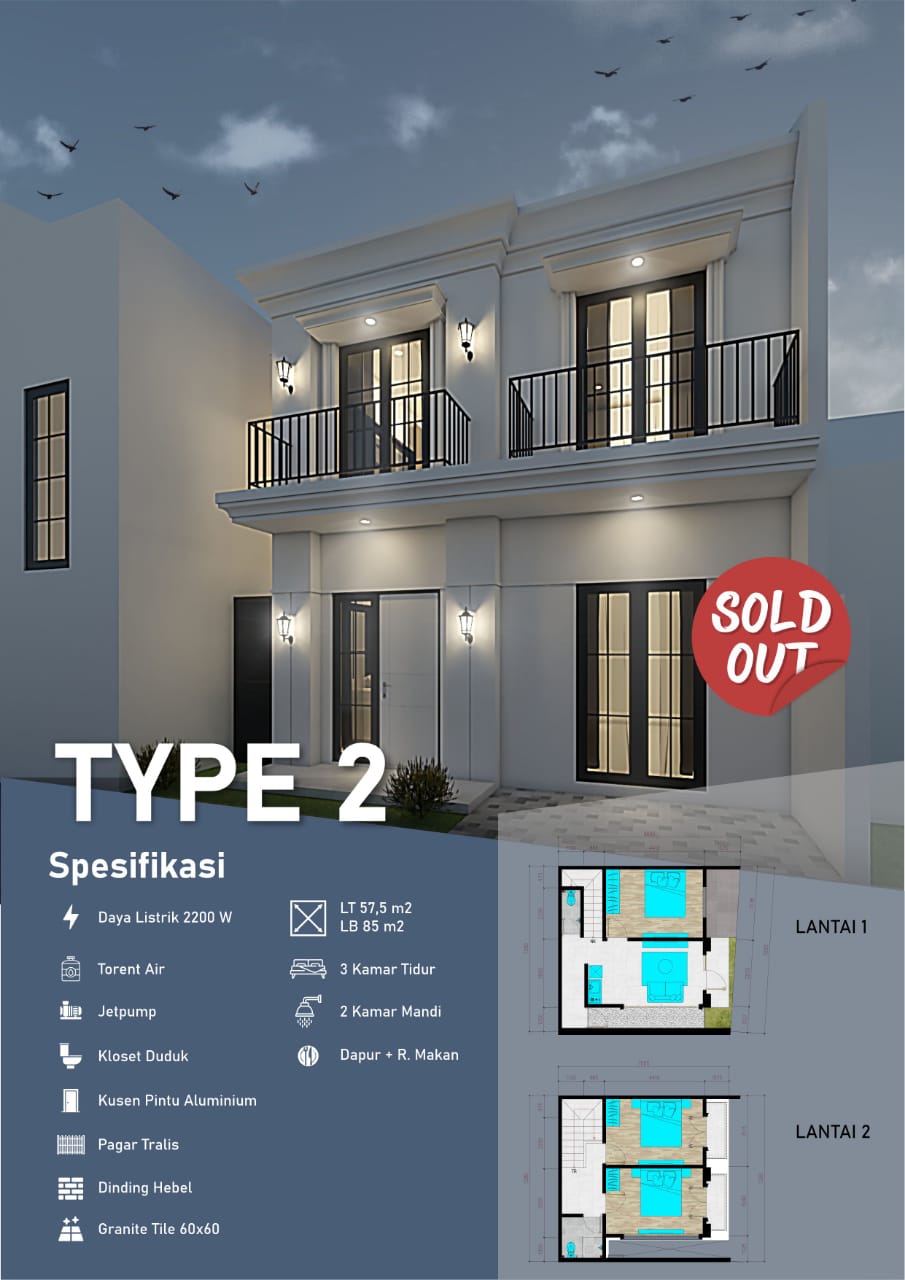 SOLD
OUT
TYPE 2
Spesifikasi
Daya Listrik 2200 W
Torent Air
Jetpump
Kloset Duduk
Kusen Pintu Aluminium
Pagar Tralis
Dinding Hebel
Granite Tile 60x60
LT 57,5 m2
LB 85 m2
3 Kamar Tidur
2 Kamar Mandi
Dapur + R. Makan
LANTAI 1
LANTAI 2